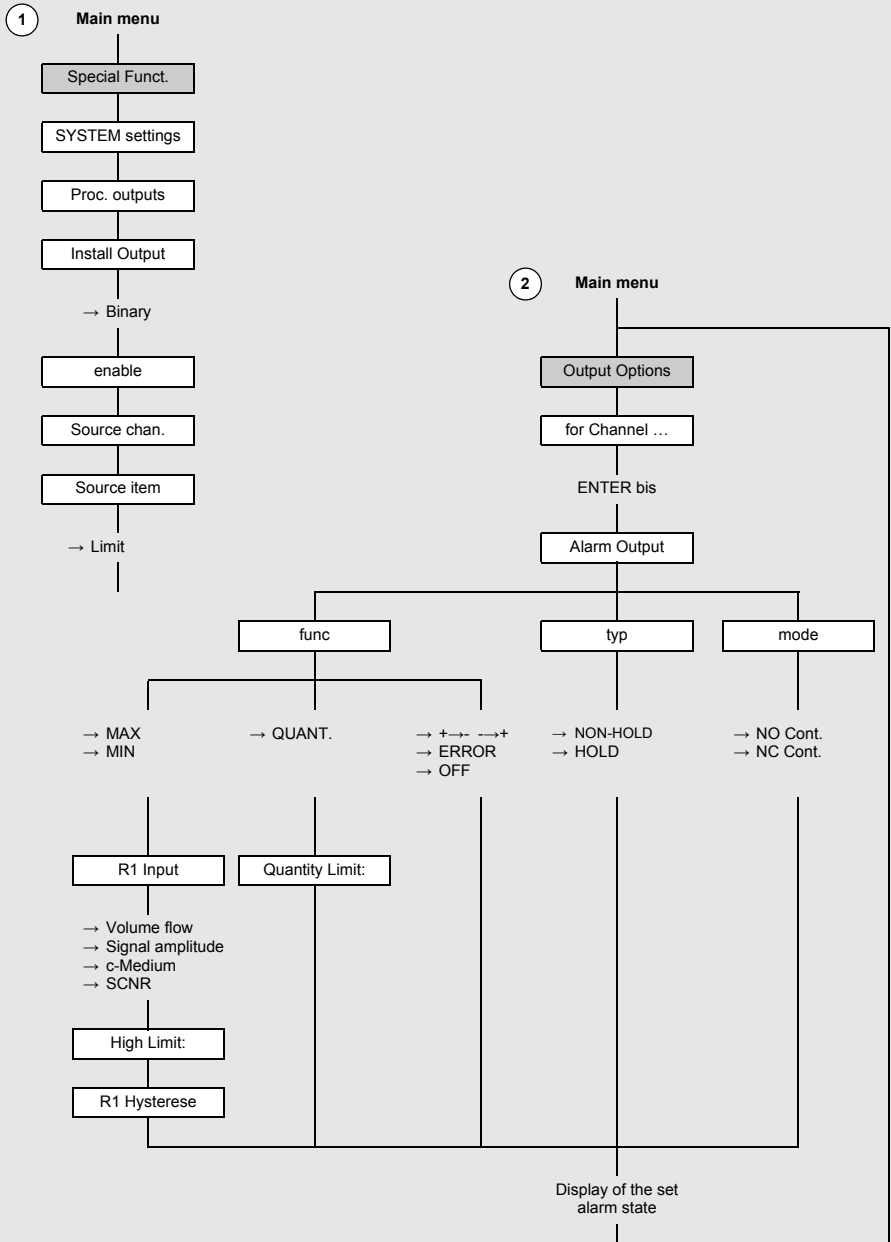 1 Main menu
Special Funct.
SYSTEM settings
Proc. outputs
Install Output
→ Binary
enable
Source chan.
Source item
→ Limit
2 Main menu
Output Options
for Channel …
ENTER bis
Alarm Output
func
typ
mode
→ MAX
→ MIN
→ QUANT.
→ +→- -→+
→ ERROR
→ OFF
→ NON-HOLD
→ HOLD
→ NO Cont.
→ NC Cont.
R1 Input
Quantity Limit:
→ Volume flow
→ Signal amplitude
→ c-Medium
→ SCNR
High Limit:
R1 Hysterese
Display of the set
alarm state